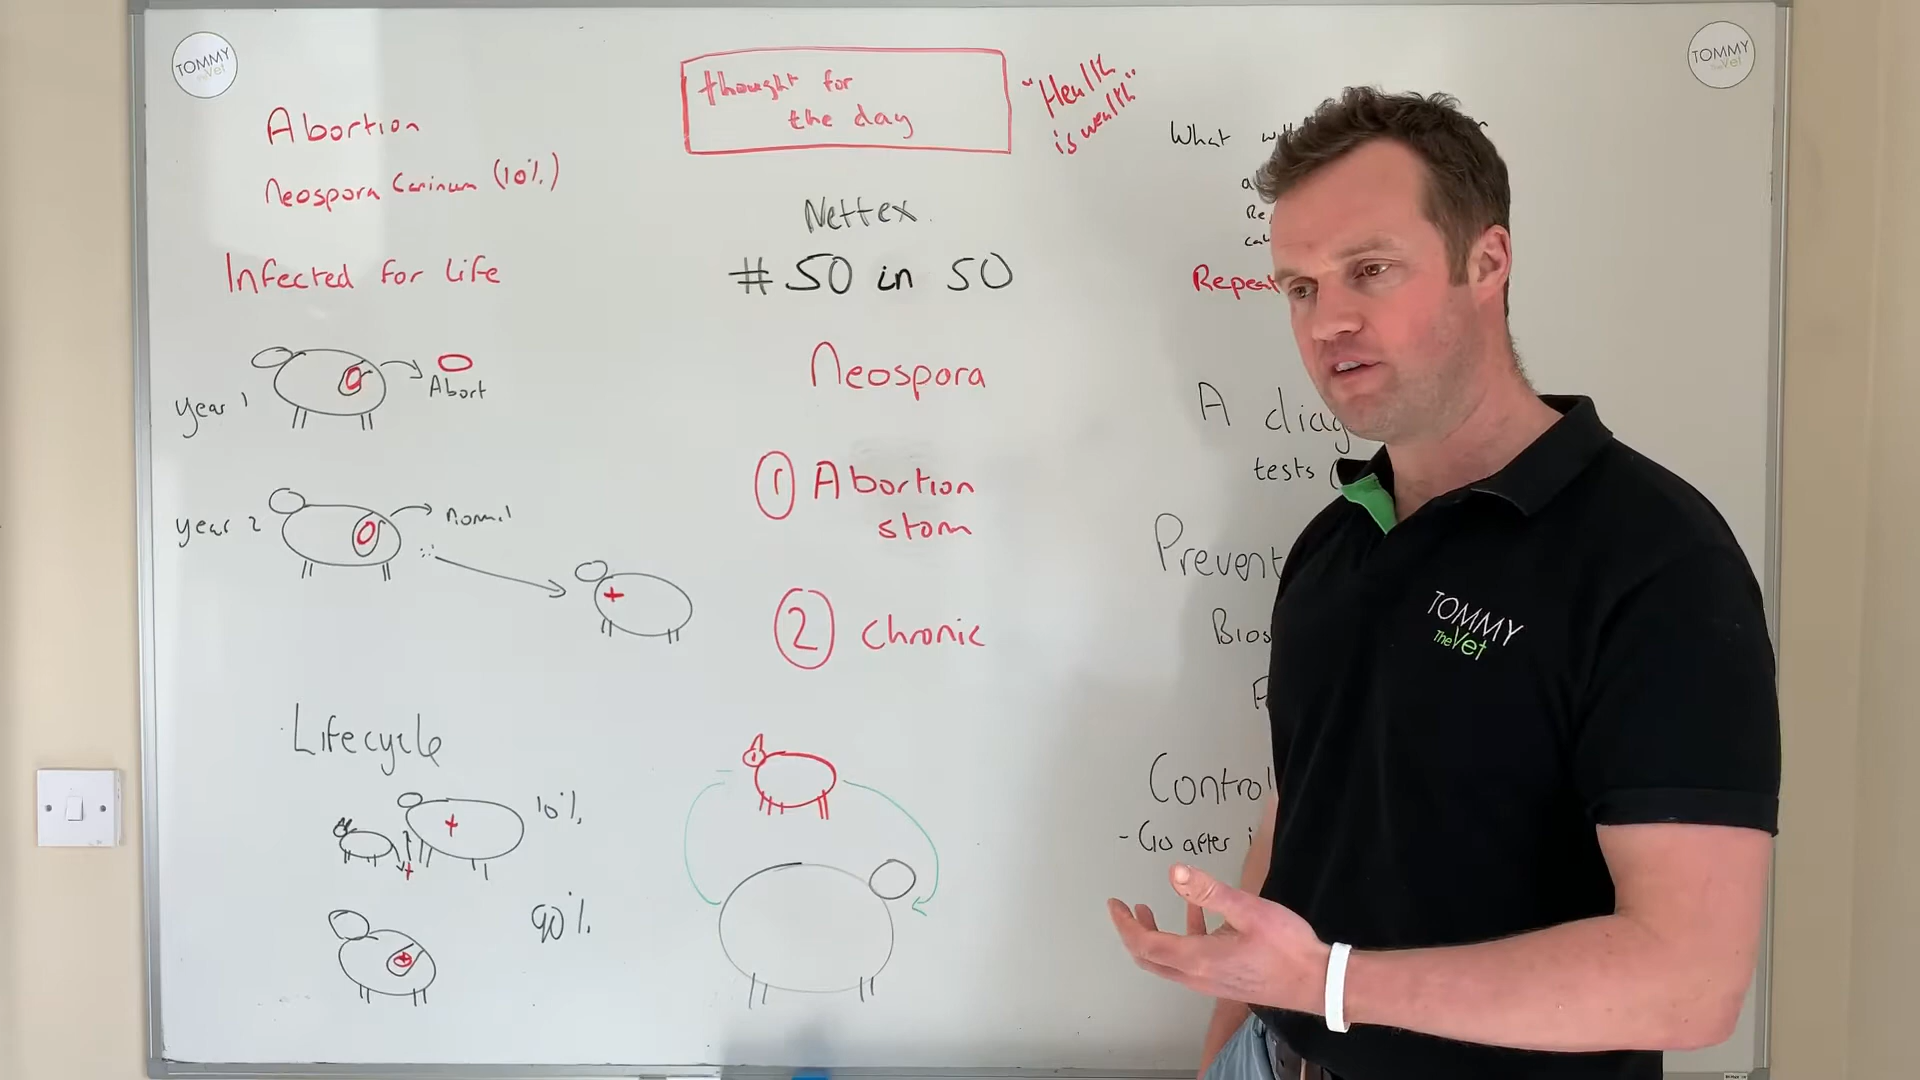 TOMMY
TheVet
Abortion
Neospora Caninum (10%)
Infected for life
year 1
Abort
year 2
Normal
Lifecycle
10%
90%
thought for
the day
"Health
is wealth"
Nettex
#50 in 50
Neospora
1 Abortion
storm
2 Chronic
TOMMY
TheVet
What
Repeat
A diag
tests (
Prevent
Bios
Control
- Go after i
TOMMY
TheVet